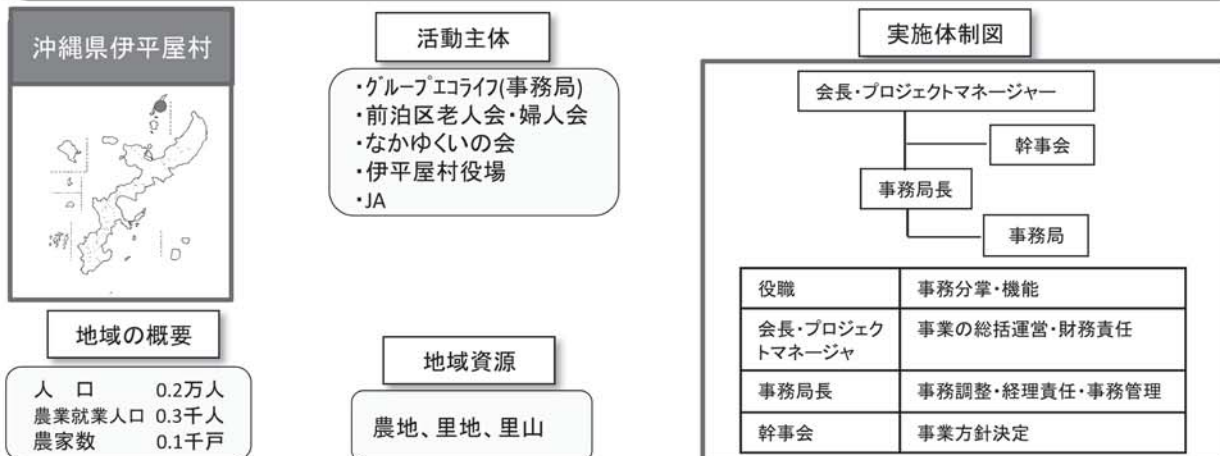 沖縄県伊平屋村
活動主体
・グループエコライフ(事務局)
・前泊区老人会・婦人会
・なかゆくいの会
・伊平屋村役場
・JA
実施体制図
会長・プロジェクトマネージャー
幹事会
事務局長
事務局
役職 事務分掌・機能
会長・プロジェク
トマネージャ 事業の総括運営・財務責任
事務局長 事務調整・経理責任・事務管理
幹事会 事業方針決定
地域の概要
人 口 0.2万人
農業就業人口 0.3千人
農家数 0.1千戸
地域資源
農地、里地、里山